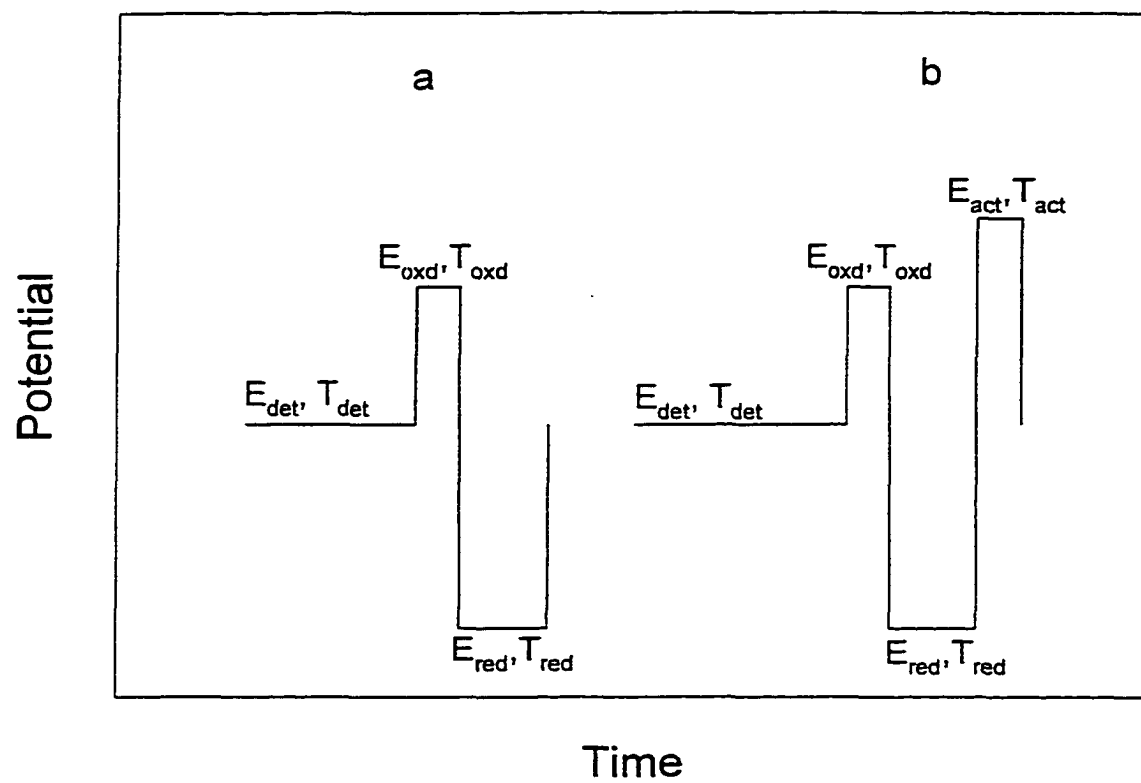 a
b
E_act, T_act
E_oxd, T_oxd
E_oxd, T_oxd
E_det, T_det
E_det, T_det
E_red, T_red
E_red, T_red
Potential
Time